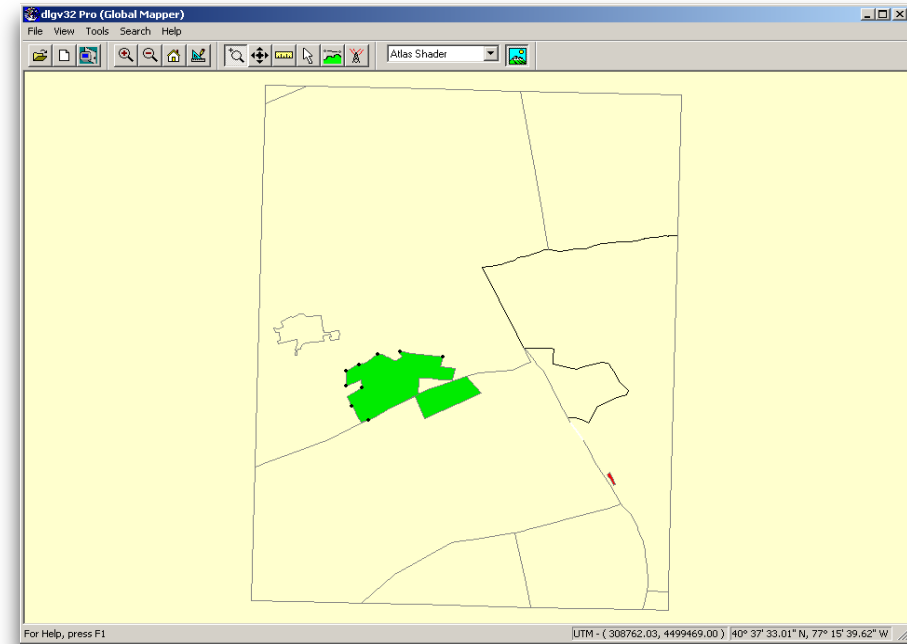 dlgv32 Pro (Global Mapper)
File View Tools Search Help
Atlas Shader
For Help, press F1
UTM - ( 308762.03, 4499469.00 ) 40° 37' 33.01" N, 77° 15' 39.62" W